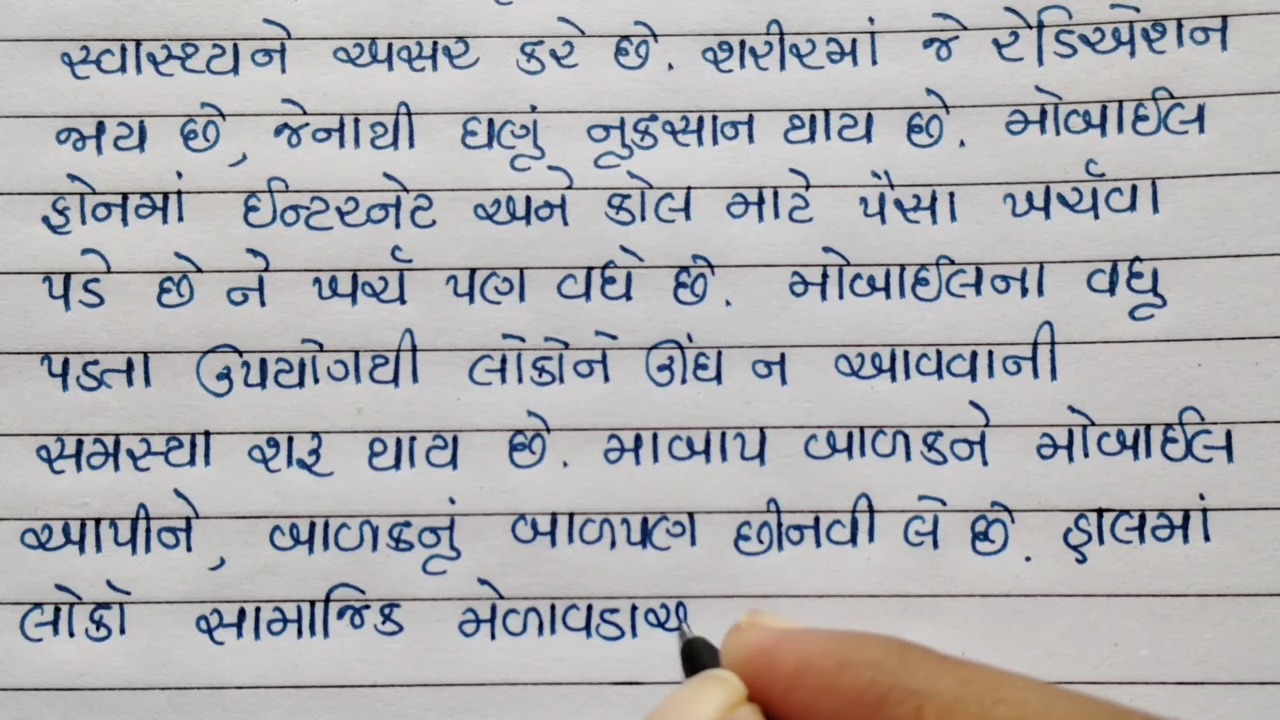 સ્વાસ્થ્યને અસર કરે છે. શરીરમાં જે રેડિએશન
જાય છે, જેનાથી ઘણું નુકસાન થાય છે. મોબાઈલ
ફોનમાં ઈન્ટરનેટ અને કોલ માટે પૈસા ખર્ચવા
પડે છે ને ખર્ચ પણ વધે છે. મોબાઈલના વધુ
પડતા ઉપયોગથી લોકોને ઊંઘ ન આવવાની
સમસ્યા શરૂ થાય છે. માબાપ બાળકને મોબાઈલ
આપીને, બાળકનું બાળપણ છીનવી લે છે. હાલમાં
લોકો સામાજિક